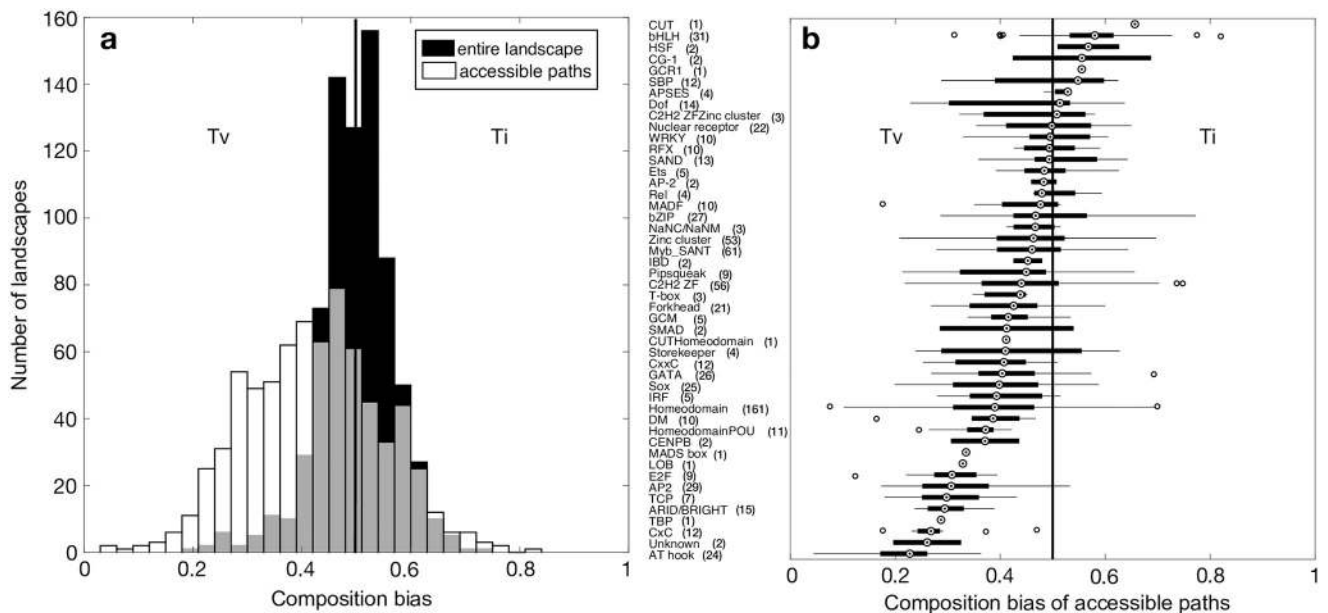 a
entire landscape
accessible paths
Tv
Ti
Number of landscapes
160
140
120
100
80
60
40
20
0
0
0.2
0.4
0.6
0.8
1
Composition bias
b
CUT (1)
bHLH (31)
HSF (2)
CG-1 (2)
GCR1 (1)
SBP (12)
APSES (4)
Dof (14)
C2H2 ZFZinc cluster (3)
Nuclear receptor (22)
WRKY (10)
RFX (10)
SAND (13)
Ets (5)
AP-2 (2)
Rel (4)
MADF (10)
bZIP (27)
NaNC/NaNM (3)
Zinc cluster (53)
Myb_SANT (61)
IBD (2)
Pipsqueak (9)
C2H2 ZF (56)
T-box (3)
Forkhead (21)
GCM (5)
SMAD (2)
CUTHomeodomain (1)
Storekeeper (4)
CxxC (12)
GATA (26)
Sox (25)
IRF (5)
Homeodomain (161)
DM (10)
HomeodomainPOU (11)
CENPB (2)
MADS box (1)
LOB (1)
E2F (9)
AP2 (29)
TCP (7)
ARID/BRIGHT (15)
TBP (1)
CxC (12)
Unknown (2)
AT hook (24)
Tv
Ti
0
0.2
0.4
0.6
0.8
1
Composition bias of accessible paths